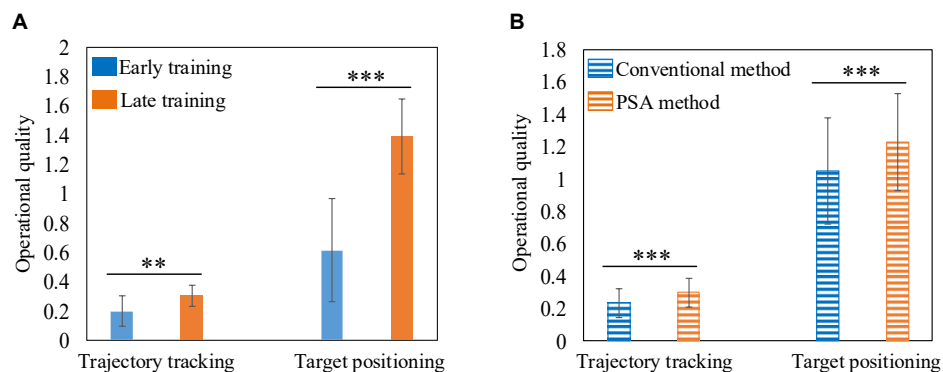 A
Operational quality
2
1.8
1.6
1.4
1.2
1
0.8
0.6
0.4
0.2
0
Early training
Late training
**
***
Trajectory tracking
Target positioning
B
Operational quality
1.8
1.6
1.4
1.2
1
0.8
0.6
0.4
0.2
0
Conventional method
PSA method
***
***
Trajectory tracking
Target positioning